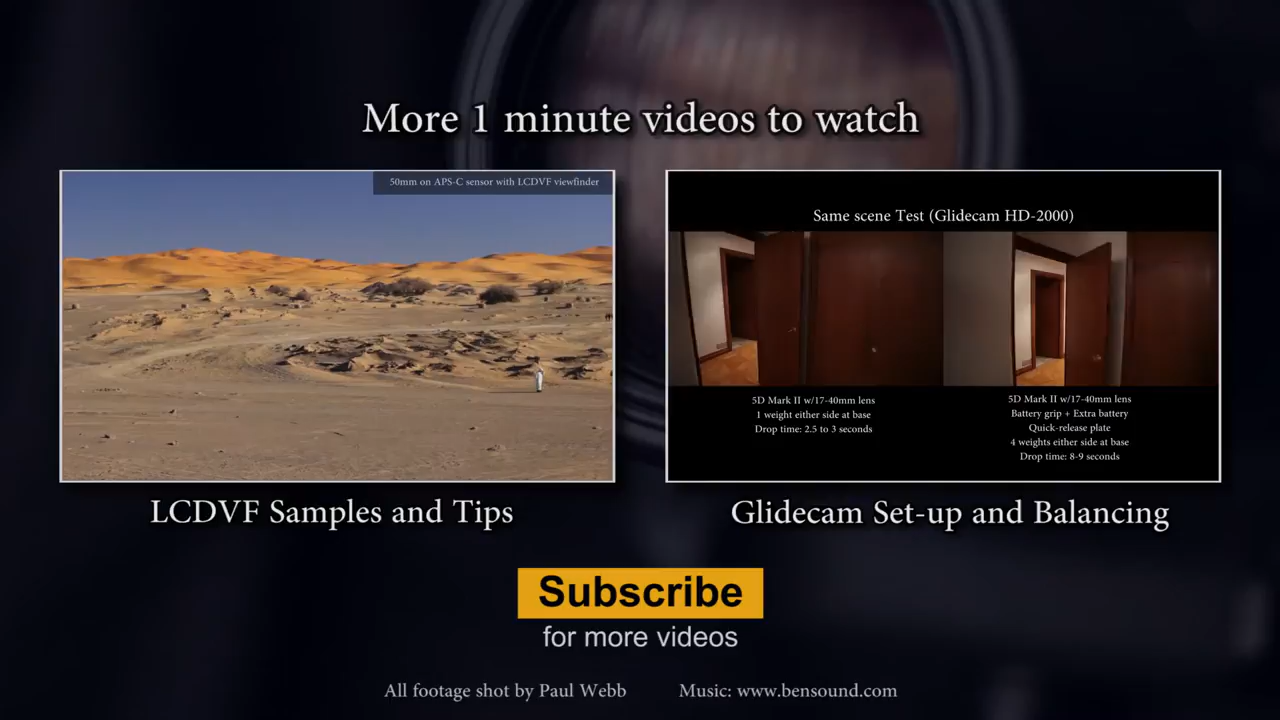 More 1 minute videos to watch
50mm on APS-C sensor with LCDVF viewfinder
LCDVF Samples and Tips
Same scene Test (Glidecam HD-2000)
5D Mark II w/17-40mm lens
1 weight either side at base
Drop time: 2.5 to 3 seconds
5D Mark II w/17-40mm lens
Battery grip + Extra battery
Quick-release plate
4 weights either side at base
Drop time: 8-9 seconds
Glidecam Set-up and Balancing
Subscribe
for more videos
All footage shot by Paul Webb
Music: www.bensound.com